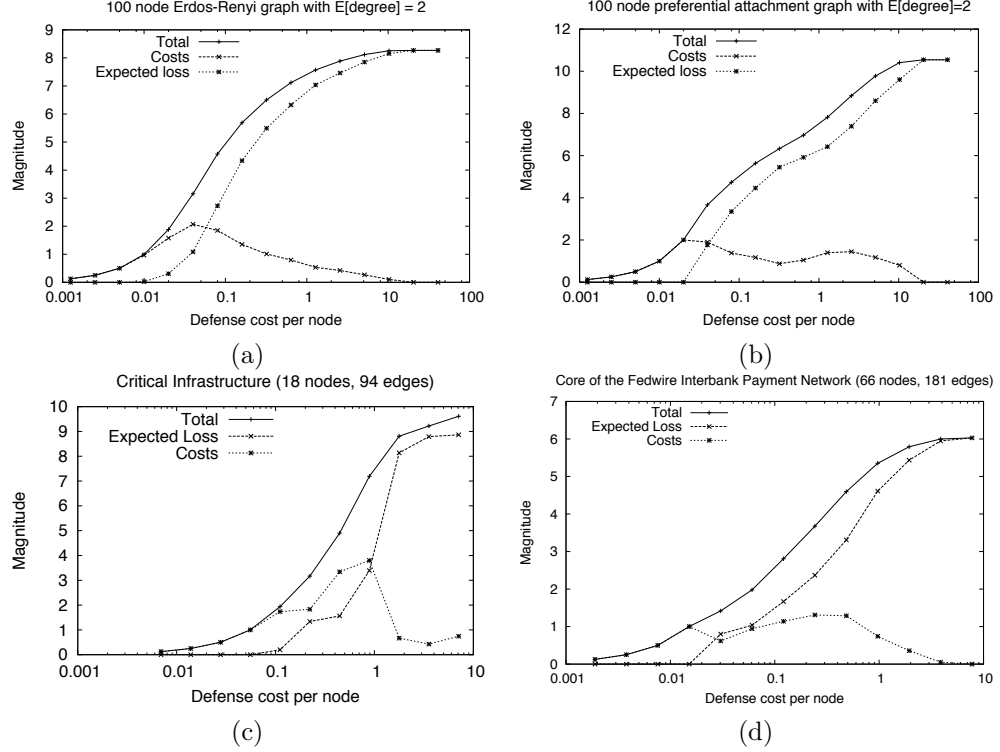 100 node Erdos-Renyi graph with E[degree] = 2
9
8
7
6
5
4
3
2
1
0
Magnitude
Total
Costs
Expected loss
0.001 0.01 0.1 1 10 100
Defense cost per node
(a)
100 node preferential attachment graph with E[degree]=2
12
10
8
6
4
2
0
Magnitude
Total
Costs
Expected loss
0.001 0.01 0.1 1 10 100
Defense cost per node
(b)
Critical Infrastructure (18 nodes, 94 edges)
10
9
8
7
6
5
4
3
2
1
0
Magnitude
Total
Expected Loss
Costs
0.001 0.01 0.1 1 10
Defense cost per node
(c)
Core of the Fedwire Interbank Payment Network (66 nodes, 181 edges)
7
6
5
4
3
2
1
0
Magnitude
Total
Expected Loss
Costs
0.001 0.01 0.1 1 10
Defense cost per node
(d)